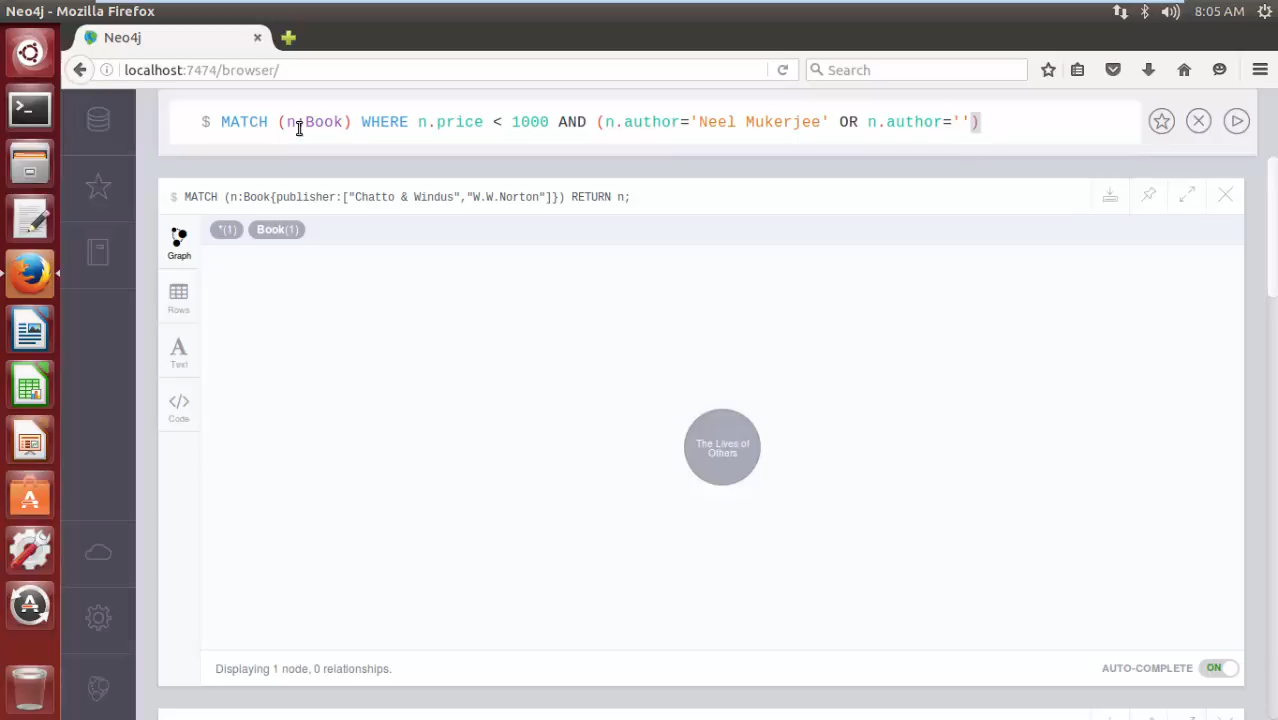 Neo4j - Mozilla Firefox
8:05 AM
Neo4j
localhost:7474/browser/
Search
$ MATCH (n:Book) WHERE n.price < 1000 AND (n.author='Neel Mukerjee' OR n.author='')
$ MATCH (n:Book{publisher:["Chatto & Windus","W.W.Norton"]}) RETURN n;
*(1) Book(1)
Graph
Rows
Text
Code
The Lives of
Others
Displaying 1 node, 0 relationships.
AUTO-COMPLETE ON